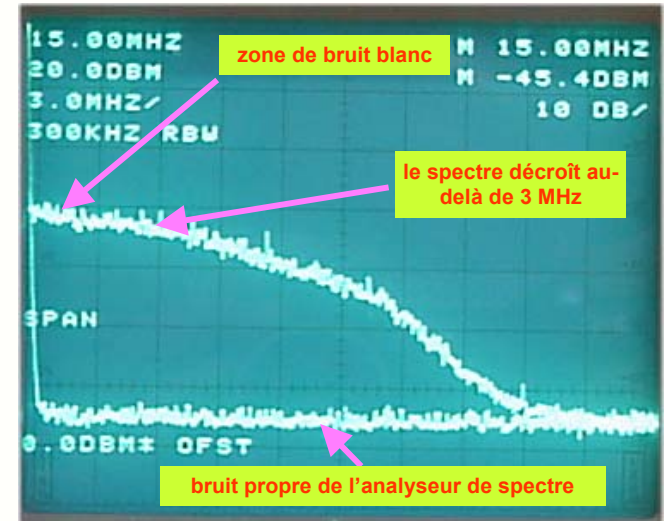 15.00MHZ
20.0DBM
3.0MHZ/
300KHZ RBW
M 15.00MHZ
M -45.4DBM
10 DB/
zone de bruit blanc
le spectre décroît au-
delà de 3 MHz
SPAN
0.0DBM* OFST
bruit propre de l'analyseur de spectre